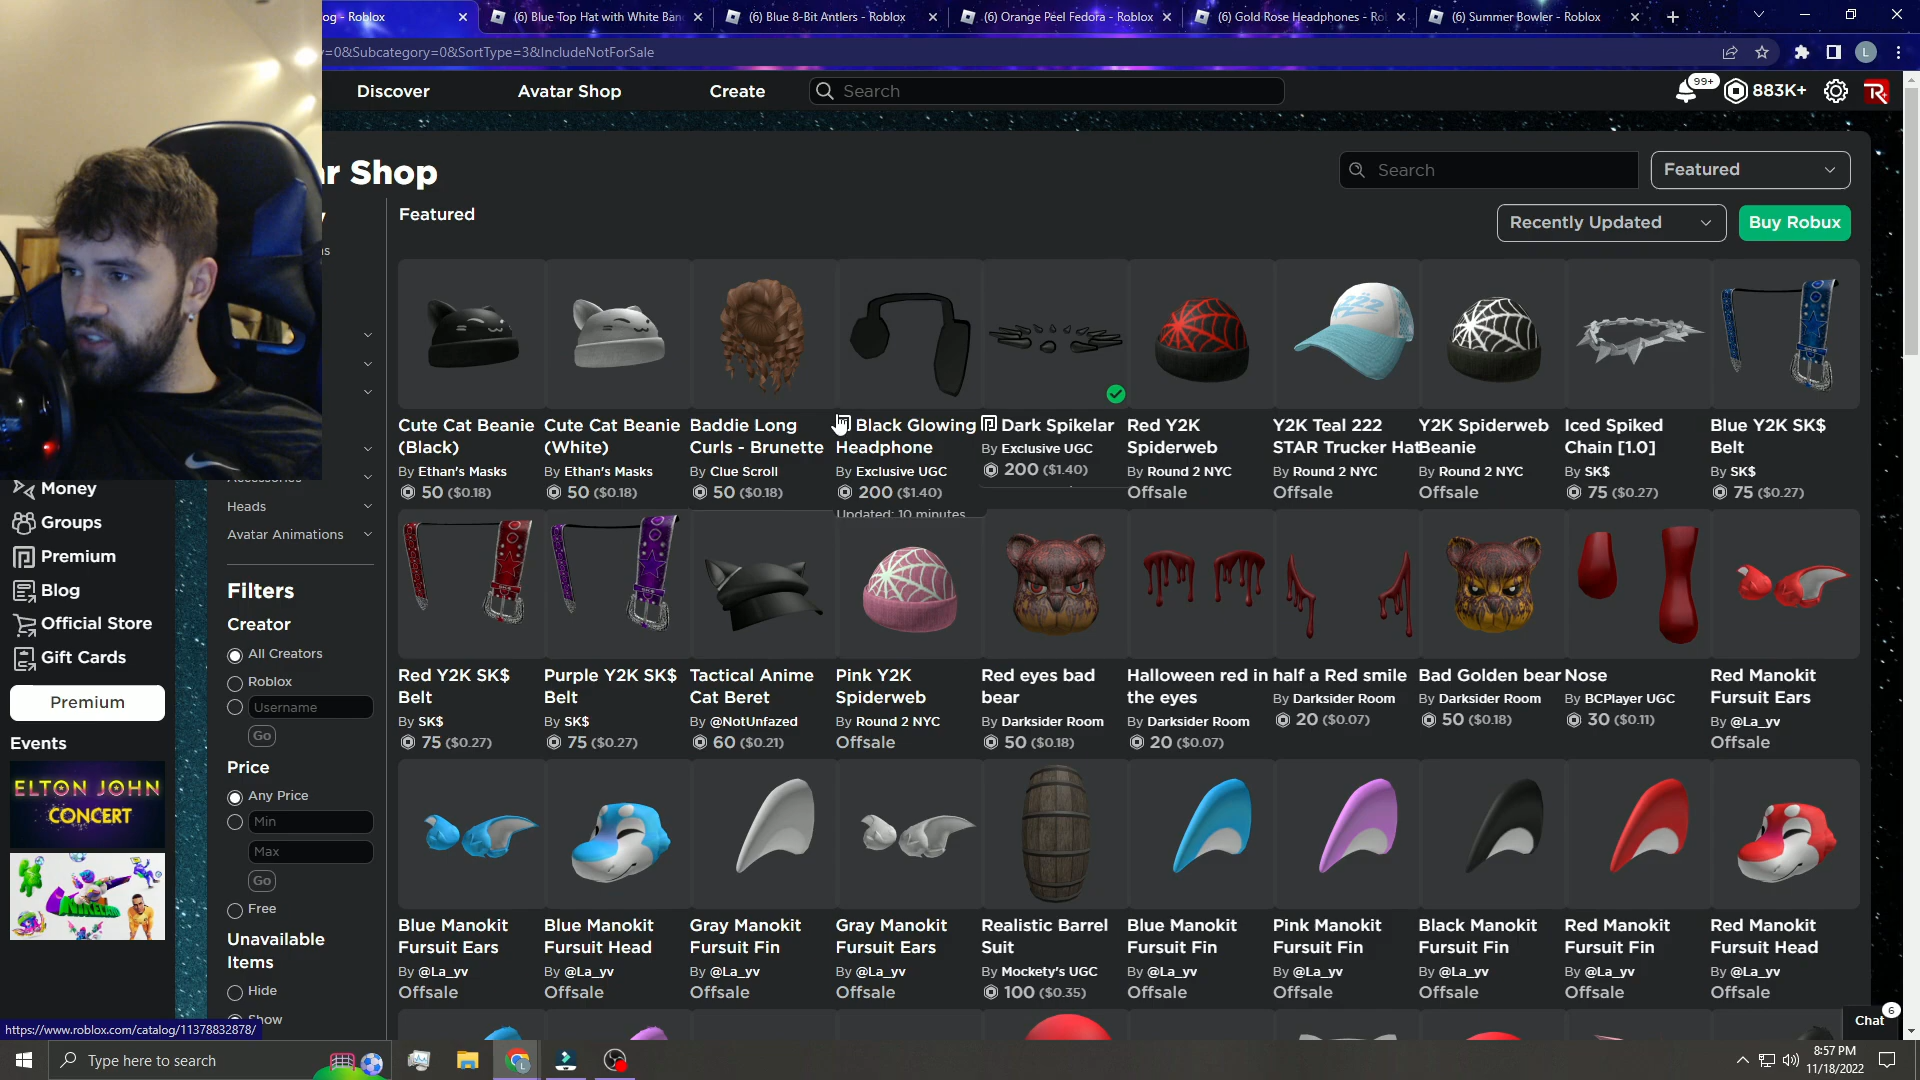 og - Roblox
(6) Blue Top Hat with White Ban
(6) Blue 8-Bit Antlers - Roblox
(6) Orange Peel Fedora - Roblox
(6) Gold Rose Headphones - Ro
(6) Summer Bowler - Roblox
=0&Subcategory=0&SortType=3&IncludeNotForSale
L
Discover
Avatar Shop
Create
Search
99+
883K+
r Shop
Search
Featured
Featured
Recently Updated
Buy Robux
Cute Cat Beanie (Black)
By Ethan's Masks
50 ($0.18)
Cute Cat Beanie (White)
By Ethan's Masks
50 ($0.18)
Baddie Long Curls - Brunette
By Clue Scroll
50 ($0.18)
Black Glowing Headphone
By Exclusive UGC
200 ($1.40)
Updated: 10 minutes
Dark Spikelar
By Exclusive UGC
200 ($1.40)
Red Y2K Spiderweb
By Round 2 NYC
Offsale
222
Y2K Teal 222 STAR Trucker Hat
By Round 2 NYC
Offsale
Y2K Spiderweb Beanie
By Round 2 NYC
Offsale
Iced Spiked Chain [1.0]
By SK$
75 ($0.27)
Blue Y2K SK$ Belt
By SK$
75 ($0.27)
Money
Groups
Premium
Blog
Official Store
Gift Cards
Premium
Events
ELTON JOHN
CONCERT
Accessories
Heads
Avatar Animations
Filters
Creator
All Creators
Roblox
Username
Go
Price
Any Price
Min
Max
Go
Free
Unavailable Items
Hide
Show
Red Y2K SK$ Belt
By SK$
75 ($0.27)
Purple Y2K SK$ Belt
By SK$
75 ($0.27)
Tactical Anime Cat Beret
By @NotUnfazed
60 ($0.21)
Pink Y2K Spiderweb
By Round 2 NYC
Offsale
Red eyes bad bear
By Darksider Room
50 ($0.18)
Halloween red in the eyes
By Darksider Room
20 ($0.07)
half a Red smile
By Darksider Room
20 ($0.07)
Bad Golden bear
By Darksider Room
50 ($0.18)
Nose
By BCPlayer UGC
30 ($0.11)
Red Manokit Fursuit Ears
By @La_yv
Offsale
Blue Manokit Fursuit Ears
By @La_yv
Offsale
Blue Manokit Fursuit Head
By @La_yv
Offsale
Gray Manokit Fursuit Fin
By @La_yv
Offsale
Gray Manokit Fursuit Ears
By @La_yv
Offsale
Realistic Barrel Suit
By Mockety's UGC
100 ($0.35)
Blue Manokit Fursuit Fin
By @La_yv
Offsale
Pink Manokit Fursuit Fin
By @La_yv
Offsale
Black Manokit Fursuit Fin
By @La_yv
Offsale
Red Manokit Fursuit Fin
By @La_yv
Offsale
Red Manokit Fursuit Head
By @La_yv
Offsale
Chat
6
https://www.roblox.com/catalog/11378832878/
Type here to search
8:57 PM
11/18/2022